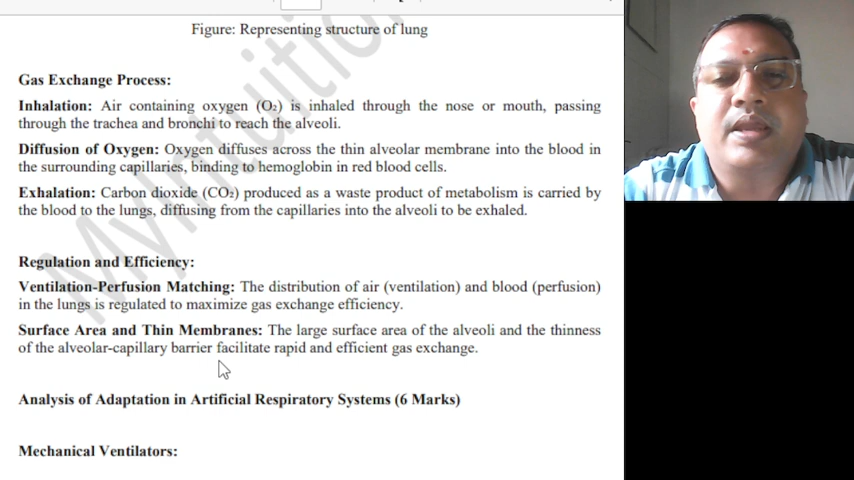 Figure: Representing structure of lung
Gas Exchange Process:
Inhalation: Air containing oxygen (O₂) is inhaled through the nose or mouth, passing
through the trachea and bronchi to reach the alveoli.
Diffusion of Oxygen: Oxygen diffuses across the thin alveolar membrane into the blood in
the surrounding capillaries, binding to hemoglobin in red blood cells.
Exhalation: Carbon dioxide (CO₂) produced as a waste product of metabolism is carried by
the blood to the lungs, diffusing from the capillaries into the alveoli to be exhaled.
Regulation and Efficiency:
Ventilation-Perfusion Matching: The distribution of air (ventilation) and blood (perfusion)
in the lungs is regulated to maximize gas exchange efficiency.
Surface Area and Thin Membranes: The large surface area of the alveoli and the thinness
of the alveolar-capillary barrier facilitate rapid and efficient gas exchange.
Analysis of Adaptation in Artificial Respiratory Systems (6 Marks)
Mechanical Ventilators:
MyIntuition